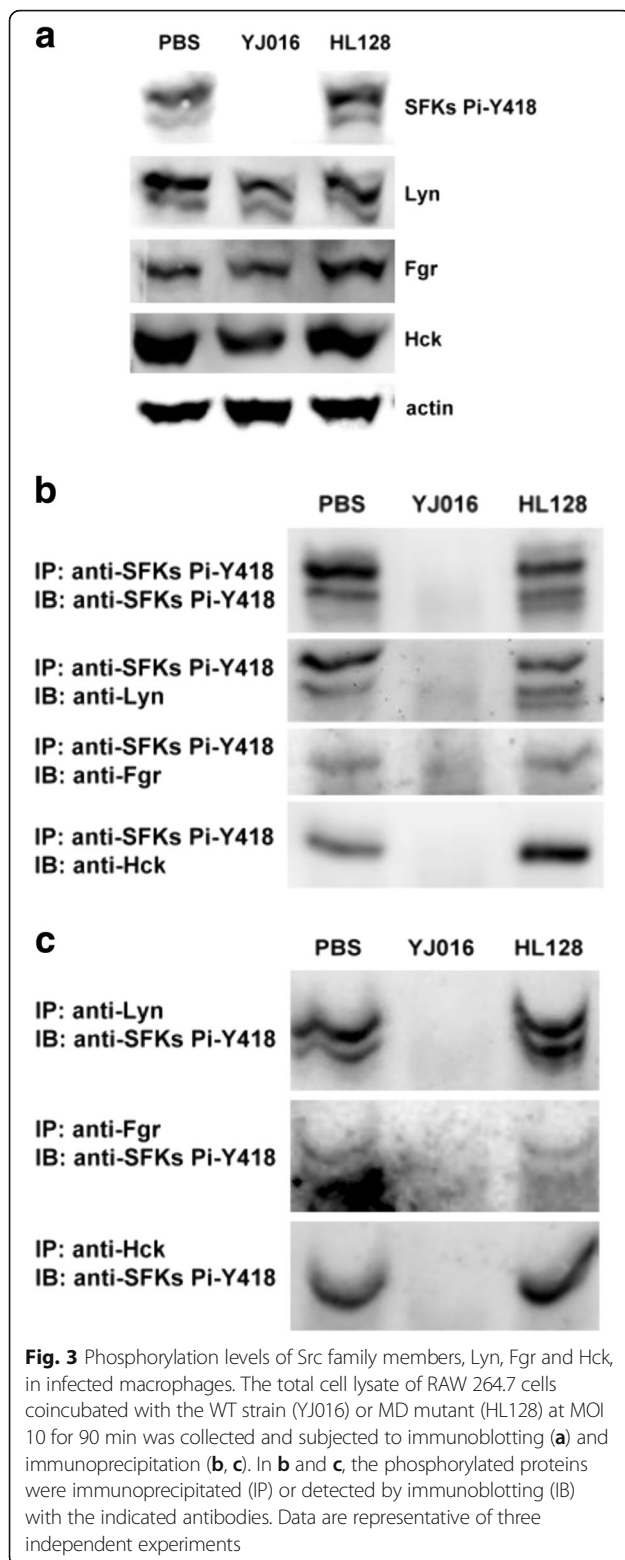 a
PBS YJ016 HL128
SFKs Pi-Y418
Lyn
Fgr
Hck
actin
b
PBS YJ016 HL128
IP: anti-SFKs Pi-Y418
IB: anti-SFKs Pi-Y418
IP: anti-SFKs Pi-Y418
IB: anti-Lyn
IP: anti-SFKs Pi-Y418
IB: anti-Fgr
IP: anti-SFKs Pi-Y418
IB: anti-Hck
c
PBS YJ016 HL128
IP: anti-Lyn
IB: anti-SFKs Pi-Y418
IP: anti-Fgr
IB: anti-SFKs Pi-Y418
IP: anti-Hck
IB: anti-SFKs Pi-Y418
Fig. 3 Phosphorylation levels of Src family members, Lyn, Fgr and Hck,
in infected macrophages. The total cell lysate of RAW 264.7 cells
coincubated with the WT strain (YJ016) or MD mutant (HL128) at MOI
10 for 90 min was collected and subjected to immunoblotting (a) and
immunoprecipitation (b, c). In b and c, the phosphorylated proteins
were immunoprecipitated (IP) or detected by immunoblotting (IB)
with the indicated antibodies. Data are representative of three
independent experiments